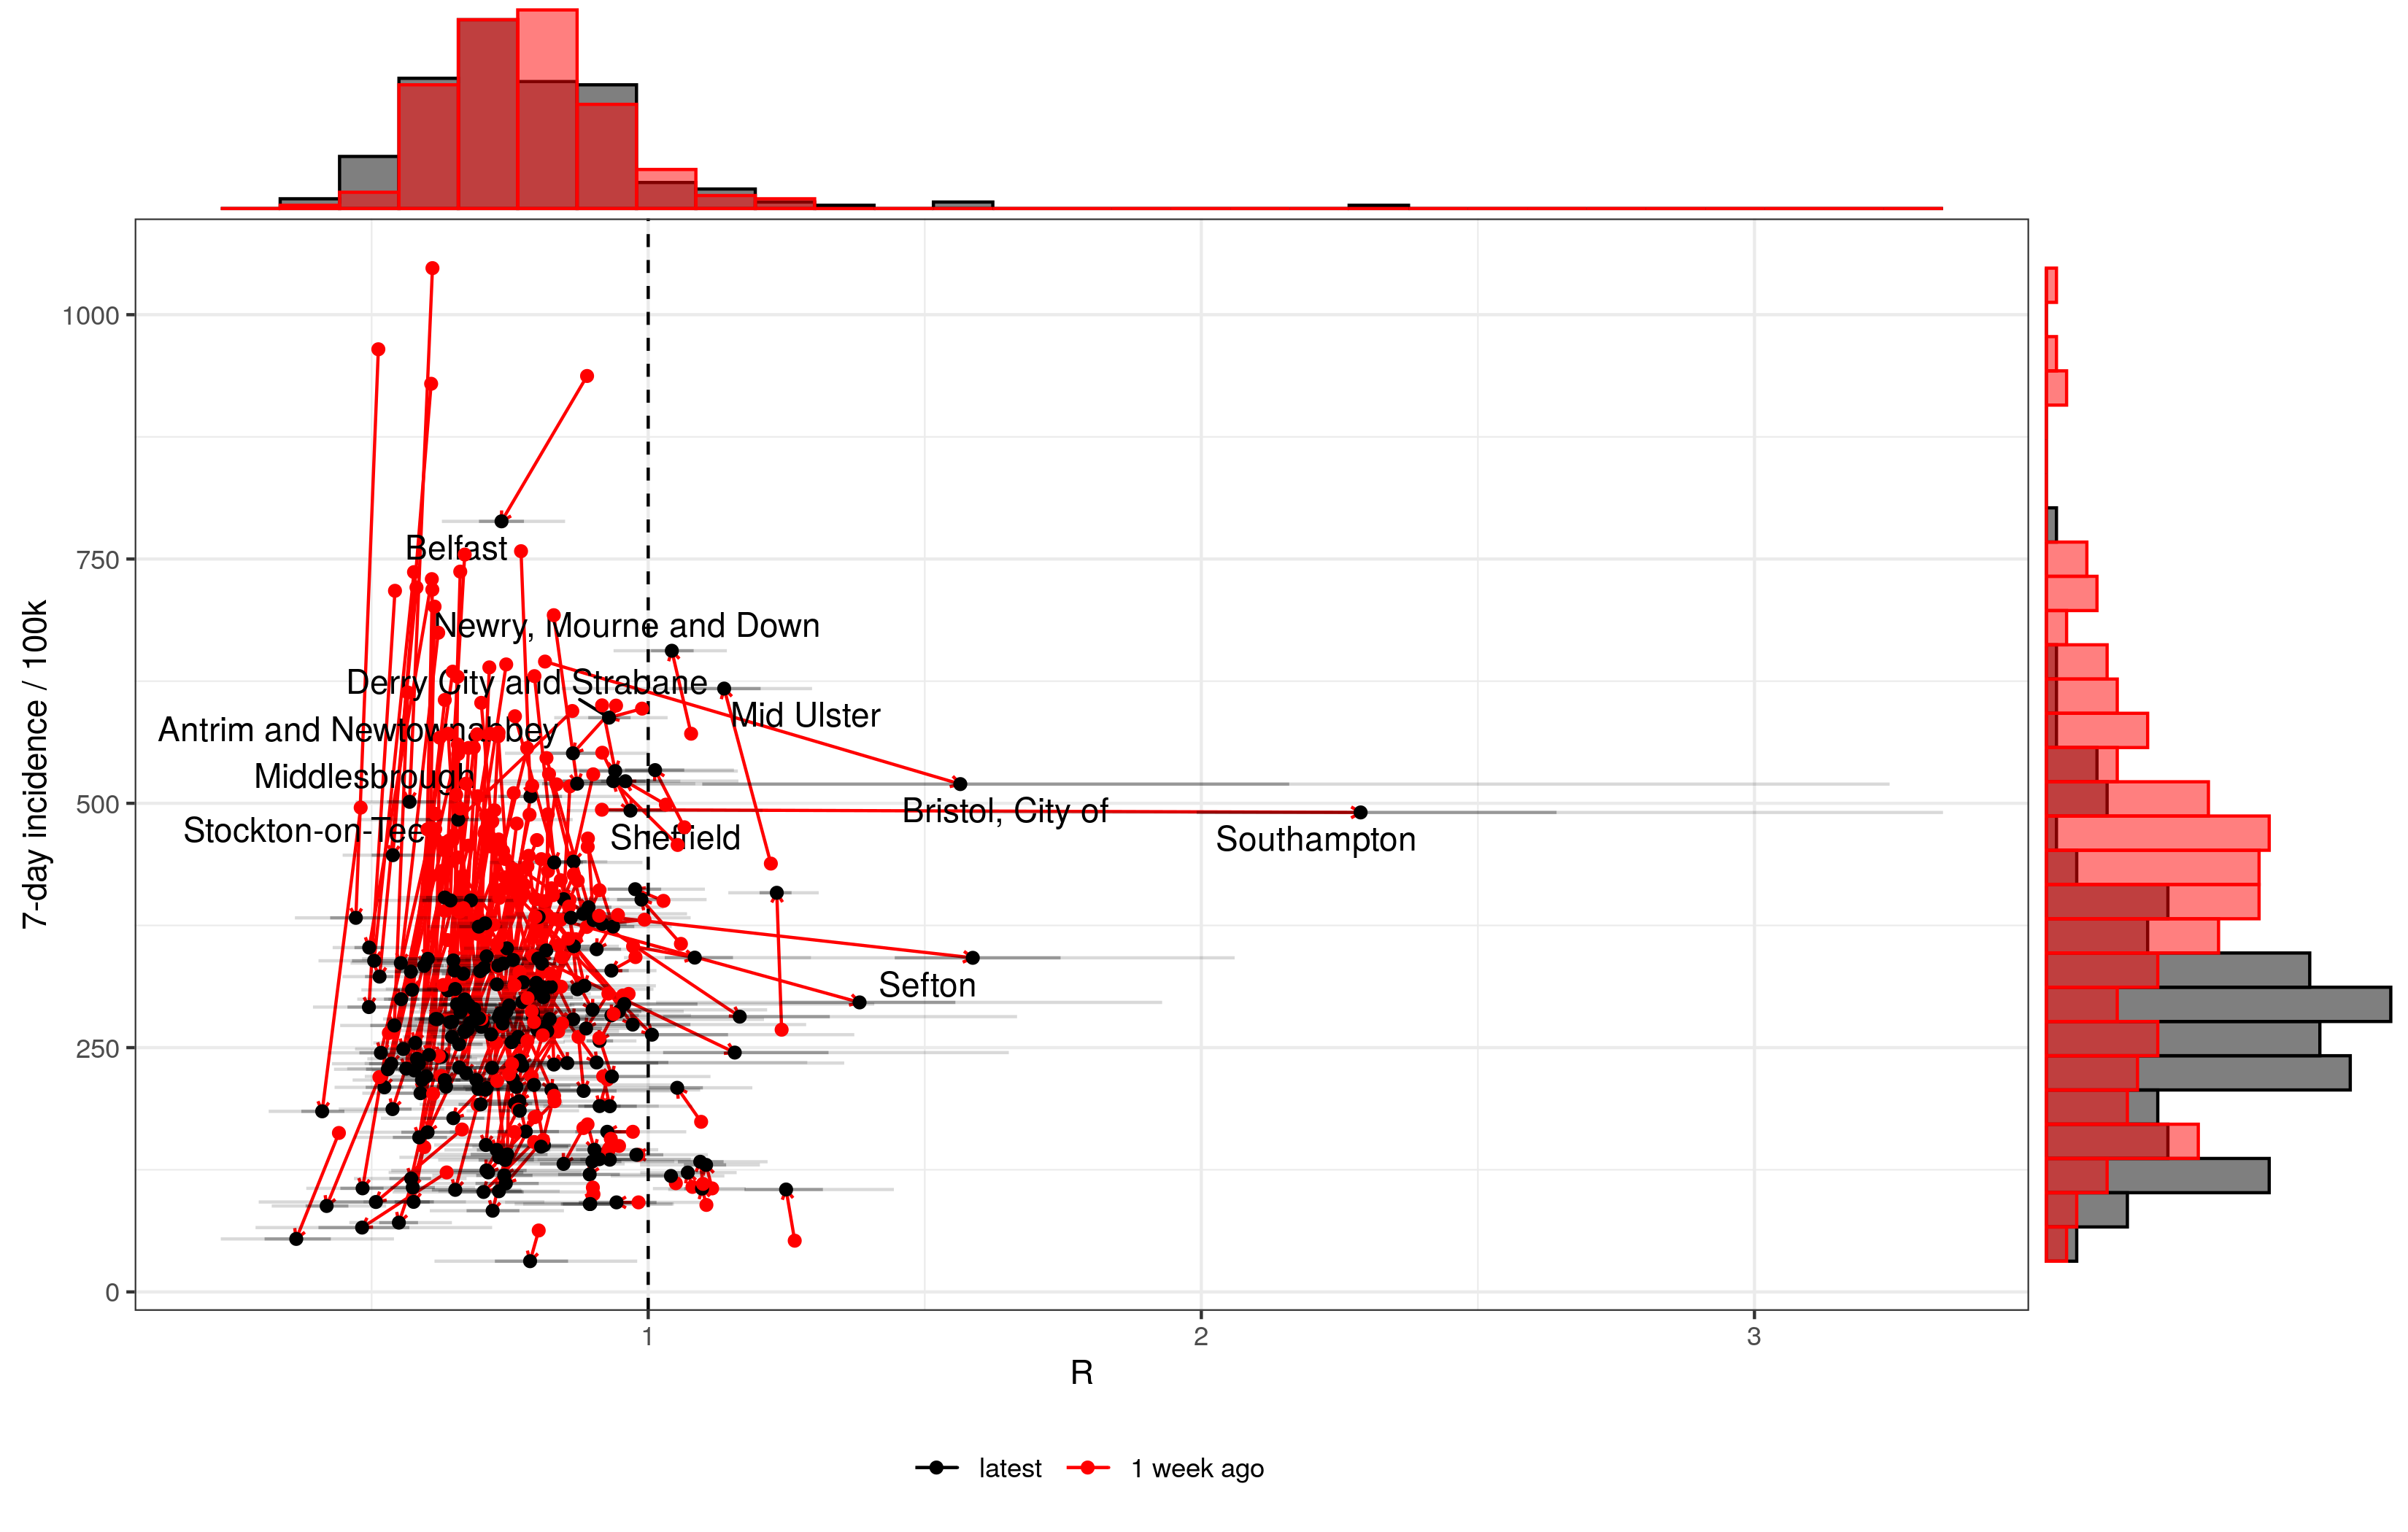 1000
750
500
250
0
7-day incidence / 100k
Belfast
Newry, Mourne and Down
Derry City and Strabane
Mid Ulster
Antrim and Newtownabbey
Middlesbrough
Stockton-on-Tee
Sheffield
Bristol, City of
Southampton
Sefton
1
2
3
R
latest
1 week ago